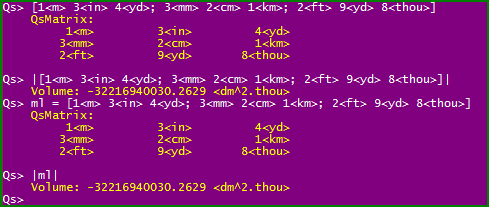 Qs> [1<m> 3<in> 4<yd>; 3<mm> 2<cm> 1<km>; 2<ft> 9<yd> 8<thou>]
QsMatrix:
1<m> 3<in> 4<yd>
3<mm> 2<cm> 1<km>
2<ft> 9<yd> 8<thou>
Qs> |[1<m> 3<in> 4<yd>; 3<mm> 2<cm> 1<km>; 2<ft> 9<yd> 8<thou>]|
Volume: -32216940030.2629 <dm^2.thou>
Qs> ml = [1<m> 3<in> 4<yd>; 3<mm> 2<cm> 1<km>; 2<ft> 9<yd> 8<thou>]
QsMatrix:
1<m> 3<in> 4<yd>
3<mm> 2<cm> 1<km>
2<ft> 9<yd> 8<thou>
Qs> |ml|
Volume: -32216940030.2629 <dm^2.thou>
Qs>